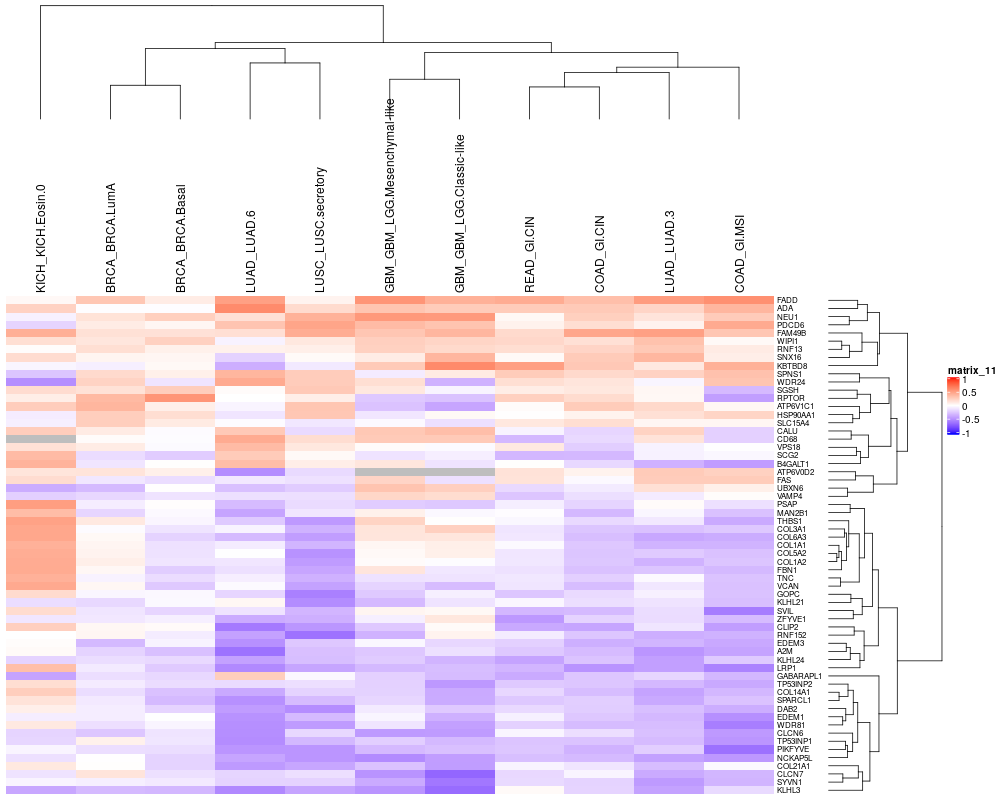 KICH_KICH.Eosin.0
BRCA_BRCA.LumA
BRCA_BRCA.Basal
LUAD_LUAD.6
LUSC_LUSC.secretory
GBM_GBM_LGG.Mesenchymal-like
GBM_GBM_LGG.Classic-like
READ_GI.CIN
COAD_GI.CIN
LUAD_LUAD.3
COAD_GI.MSI
FADD
ADA
NEU1
PDCD6
FAM49B
WIPI1
RNF13
SNX16
KBTBD8
SPNS1
WDR24
SGSH
RPTOR
ATP6V1C1
HSP90AA1
SLC15A4
CALU
CD68
VPS18
SCG2
B4GALT1
ATP6V0D2
FAS
UBXN6
VAMP4
PSAP
MAN2B1
THBS1
COL3A1
COL6A3
COL1A1
COL5A2
COL1A2
FBN1
TNC
VCAN
GOPC
KLHL21
SVIL
ZFYVE1
CLIP2
RNF152
EDEM3
A2M
KLHL24
LRP1
GABARAPL1
TP53INP2
COL14A1
SPARCL1
DAB2
EDEM1
WDR81
CLCN6
TP53INP1
PIKFYVE
NCKAP5L
COL21A1
CLCN7
SYVN1
KLHL3
matrix_11
1
0.5
0
-0.5
-1